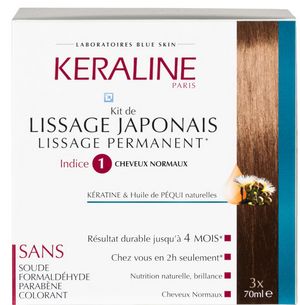 LABORATOIRES BLUE SKIN
KERALINE
PARIS
Kit de
LISSAGE JAPONAIS
LISSAGE PERMANENT*
Indice 1 CHEVEUX NORMAUX
KÉRATINE & Huile de PÉQUI naturelles
Résultat durable jusqu'à 4 MOIS*
Chez vous en 2h seulement*
Nutrition naturelle, brillance
Cheveux Normaux
SANS
SOUDE
FORMALDÉHYDE
PARABÈNE
COLORANT
3x
70ml e